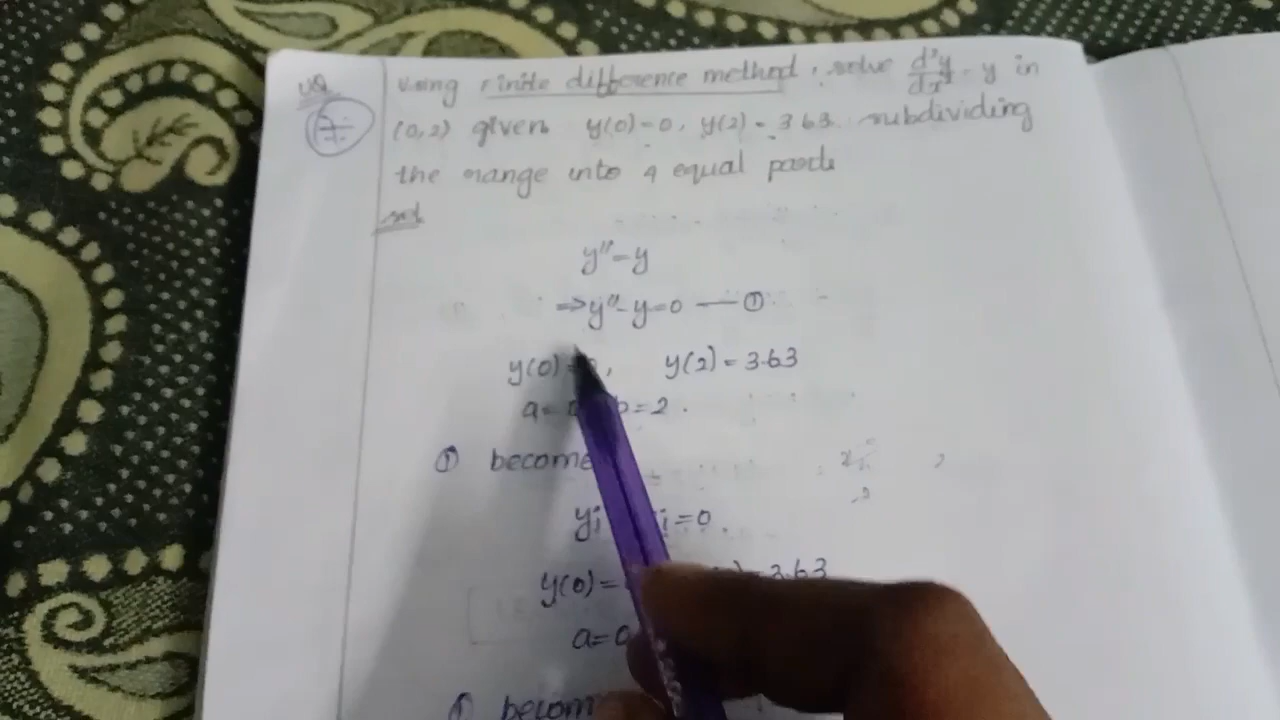 UQ
Using Finite difference method, solve d²y/dx² = y in
(0,2) given y(0)=0, y(2)=3.63 subdividing
the range into 4 equal parts
sol
y''=y
⇒y''-y=0 — ①
y(0)= , y(2)=3.63
a= b=2.
① become
yi i=0.
y(0)= =3.63
a=0
① becom